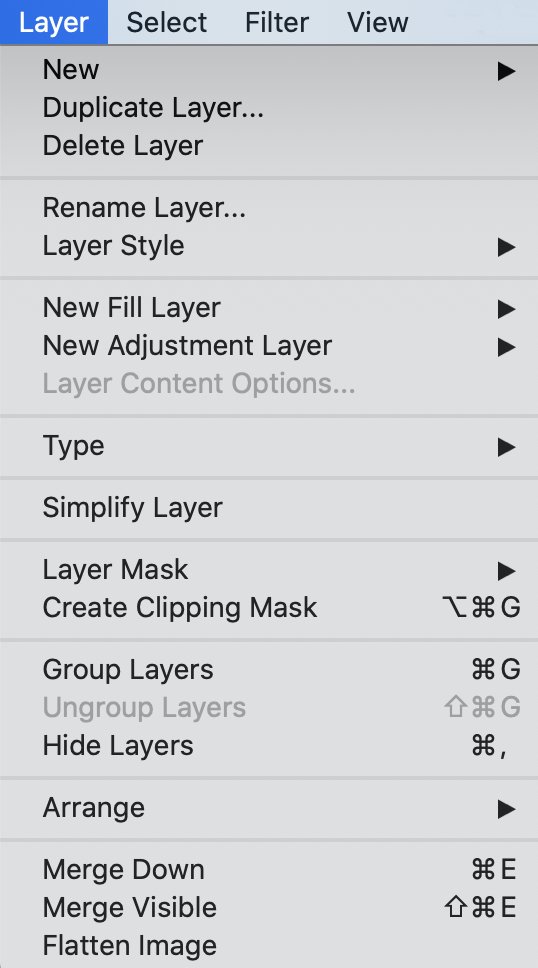 Layer Select Filter View
New ▶
Duplicate Layer...
Delete Layer
Rename Layer...
Layer Style ▶
New Fill Layer ▶
New Adjustment Layer ▶
Layer Content Options...
Type ▶
Simplify Layer
Layer Mask ▶
Create Clipping Mask ⌥⌘G
Group Layers ⌘G
Ungroup Layers ⇧⌘G
Hide Layers ⌘,
Arrange ▶
Merge Down ⌘E
Merge Visible ⇧⌘E
Flatten Image